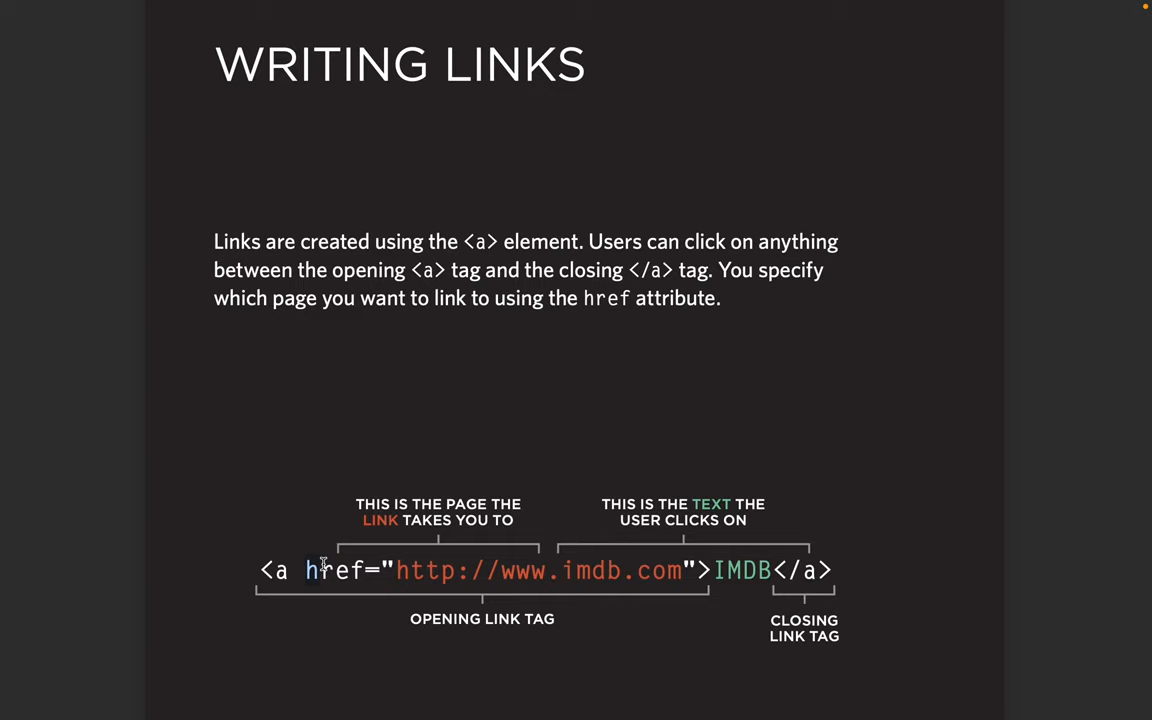 WRITING LINKS
Links are created using the <a> element. Users can click on anything
between the opening <a> tag and the closing </a> tag. You specify
which page you want to link to using the href attribute.
THIS IS THE PAGE THE
LINK TAKES YOU TO
THIS IS THE TEXT THE
USER CLICKS ON
<a href="http://www.imdb.com">IMDB</a>
OPENING LINK TAG
CLOSING
LINK TAG